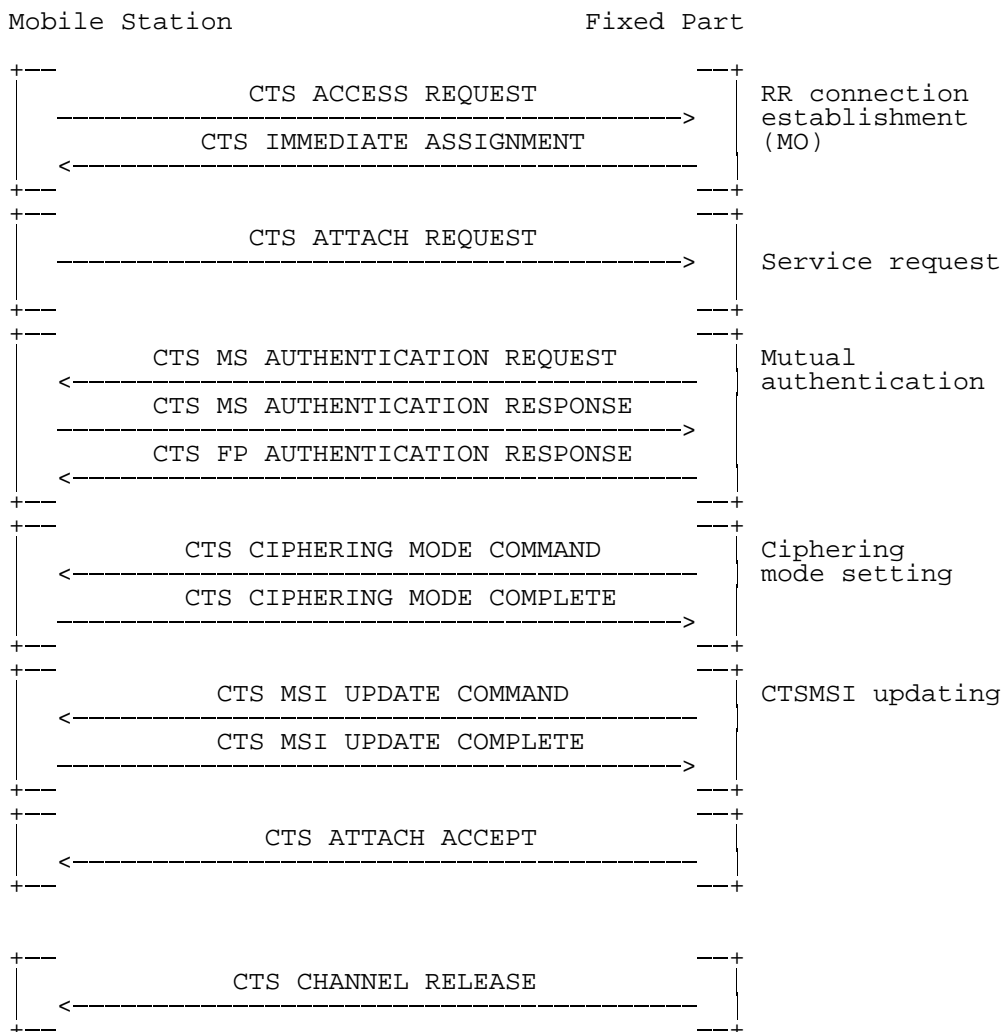 Mobile Station Fixed Part
CTS ACCESS REQUEST RR connection
establishment
CTS IMMEDIATE ASSIGNMENT (MO)
CTS ATTACH REQUEST
Service request
CTS MS AUTHENTICATION REQUEST Mutual
authentication
CTS MS AUTHENTICATION RESPONSE
CTS FP AUTHENTICATION RESPONSE
CTS CIPHERING MODE COMMAND Ciphering
mode setting
CTS CIPHERING MODE COMPLETE
CTS MSI UPDATE COMMAND CTSMSI updating
CTS MSI UPDATE COMPLETE
CTS ATTACH ACCEPT
CTS CHANNEL RELEASE